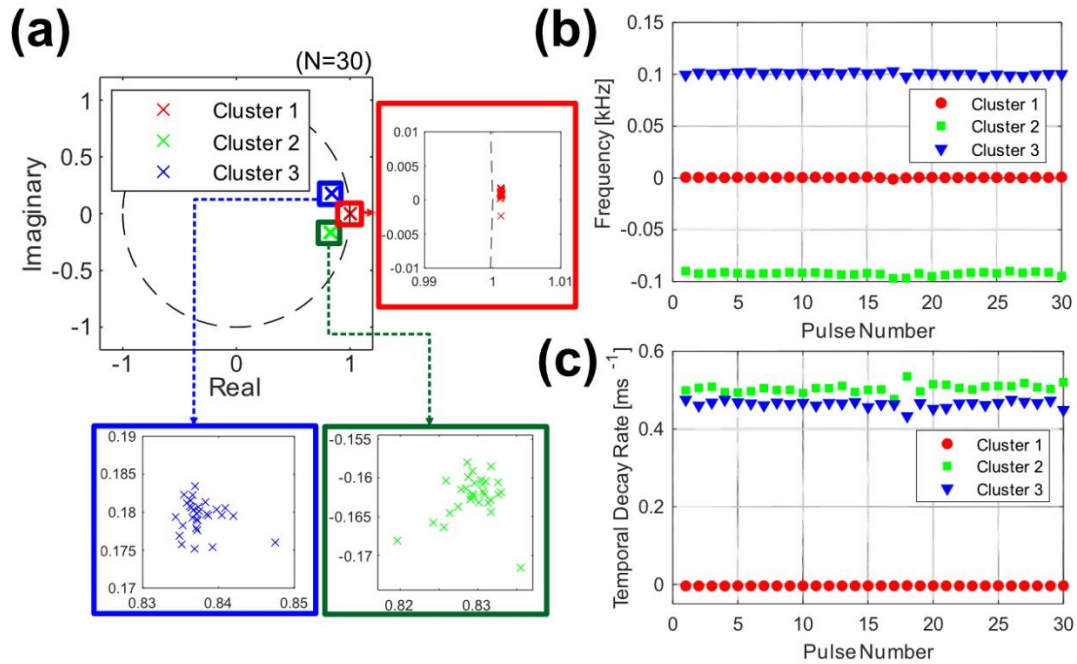 (a)
(N=30)
Cluster 1
Cluster 2
Cluster 3
Imaginary
1
0.5
0
-0.5
-1
-1
0
1
Real
0.01
0.005
0
-0.005
-0.01
0.99
1
1.01
0.19
0.185
0.18
0.175
0.17
0.83
0.84
0.85
-0.155
-0.16
-0.165
-0.17
0.82
0.83
(b)
Frequency [kHz]
0.15
0.1
0.05
0
-0.05
-0.1
Cluster 1
Cluster 2
Cluster 3
0 5 10 15 20 25 30
Pulse Number
(c)
Temporal Decay Rate [ms -1]
0.6
0.4
0.2
0
Cluster 1
Cluster 2
Cluster 3
0 5 10 15 20 25 30
Pulse Number